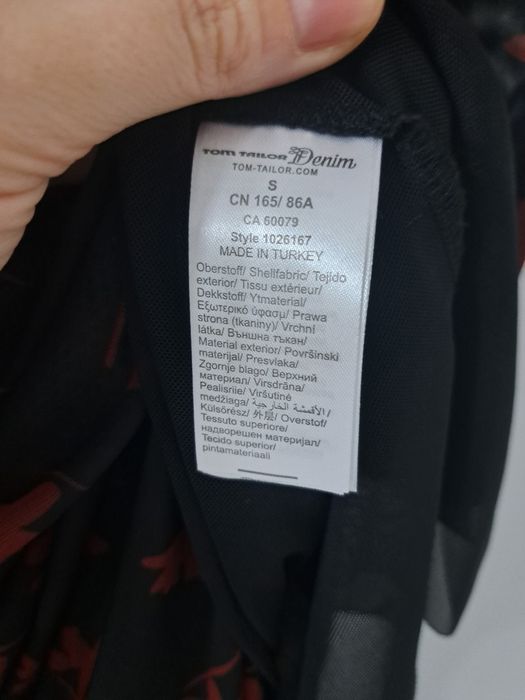 TOM TAILOR Denim
TOM-TAILOR.COM
S
CN 165/ 86A
CA 60079
Style 1026167
MADE IN TURKEY
Oberstoff/ Shellfabric/ Tejido
exterior/ Tissu extérieur/
Dekkstoff/ Ytmaterial/
Εξωτερικό ύφασμ/ Prawa
strona (tkaniny)/ Vrchní
látka/ Външна тъкан/
Material exterior/ Površinski
materijal/ Presvlaka/
Zgornje blago/ Верхний
материал/ Virsdrāna/
Pealisriie/ Viršutinė
medžiaga/ الأقمشة الخارجية/
Külsőrész/ 外层/ Overstof/
Tessuto superiore/
надворешен материјал/
Tecido superior/
pintamateriaali